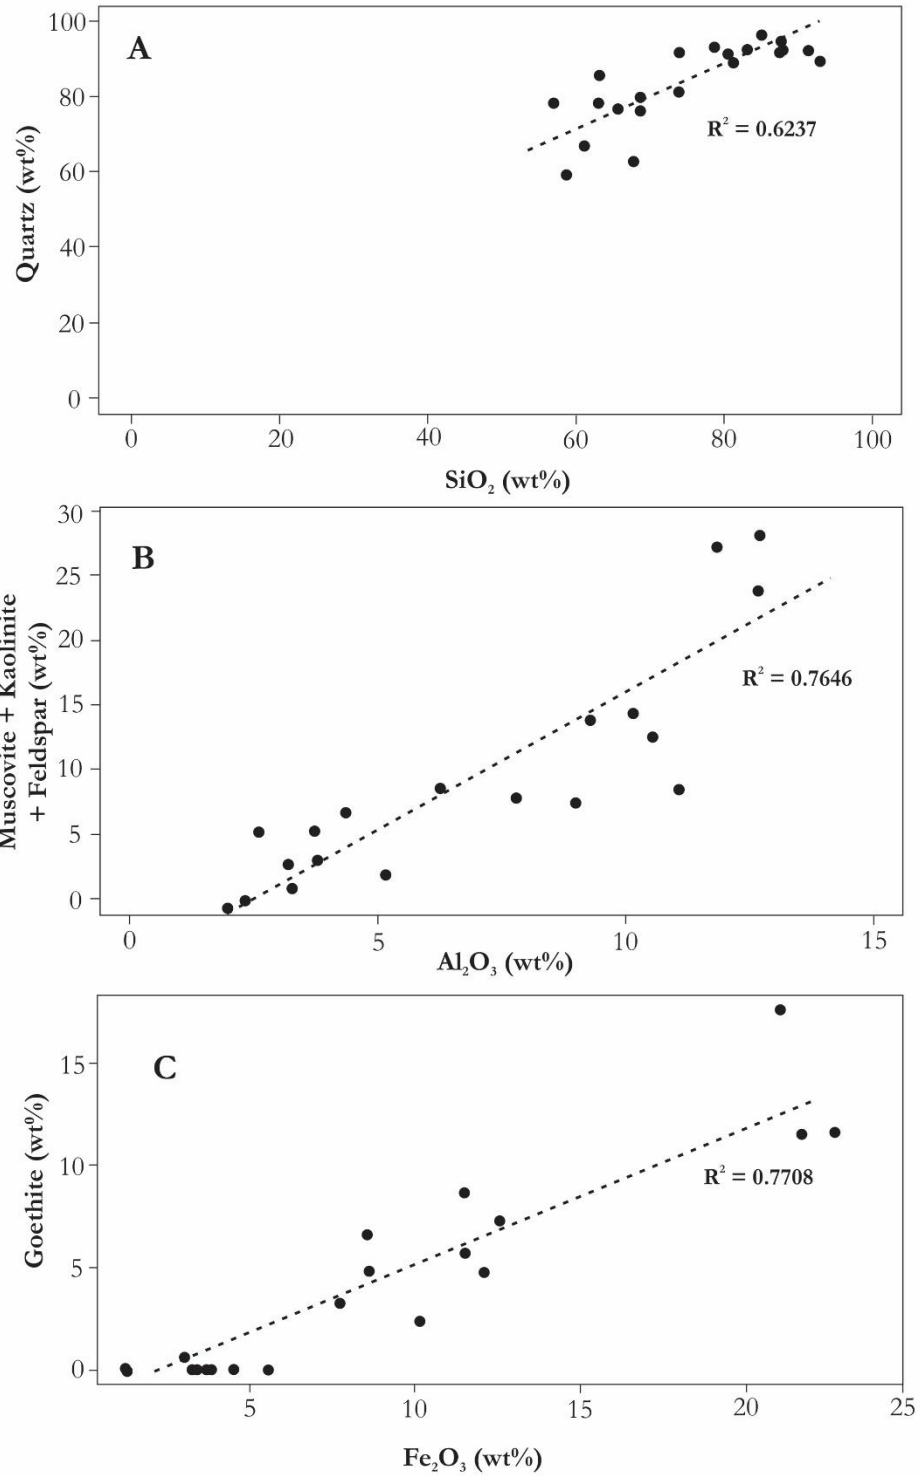 A
Quartz (wt%)
100
80
60
40
20
0
R² = 0.6237
0 20 40 60 80 100
SiO₂ (wt%)
B
Muscovite + Kaolinite
+ Feldspar (wt%)
30
25
20
15
10
5
0
R² = 0.7646
0 5 10 15
Al₂O₃ (wt%)
C
Goethite (wt%)
15
10
5
0
R² = 0.7708
5 10 15 20 25
Fe₂O₃ (wt%)